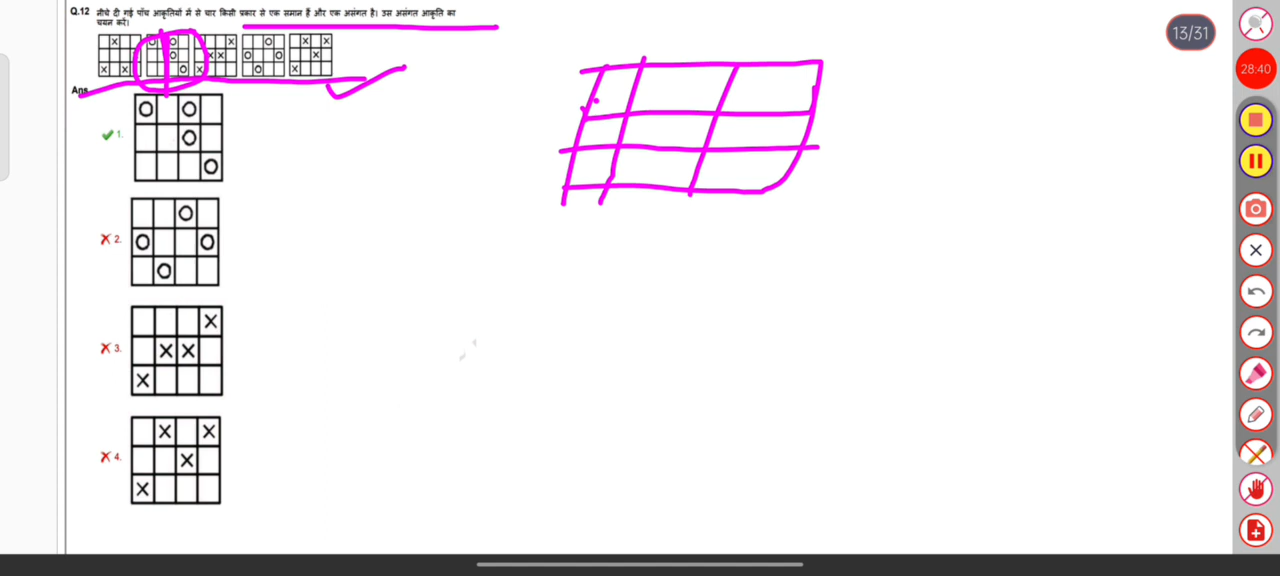 Q.12 नीचे दी गई पाँच आकृतियों में से चार किसी प्रकार से एक समान हैं और एक असंगत है। उस असंगत आकृति का
चयन करें।
X O O X O X X
O X X O O X
X X O X O X
Ans
1.
O O
O
O
2.
O
O O
O
3.
X
X X
X
4.
X X
X
X
13/31
28:40